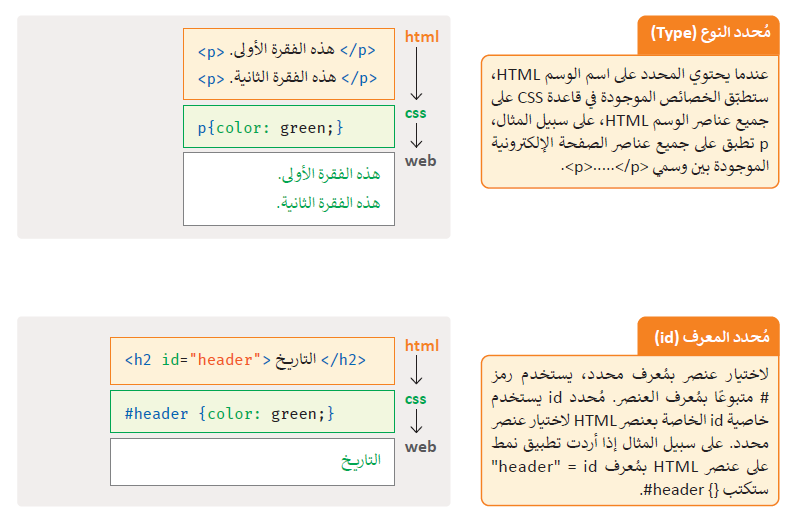 مُحدد النوع (Type)
عندما يحتوي المحدد على اسم الوسم HTML،
ستطبّق الخصائص الموجودة في قاعدة CSS على
جميع عناصر الوسم HTML، على سبيل المثال،
p تطبق على جميع عناصر الصفحة الإلكترونية
الموجودة بين وسمي <p>.....</p>.
html
<p> هذه الفقرة الأولى. </p>
<p> هذه الفقرة الثانية. </p>
css
p{color: green;}
web
هذه الفقرة الأولى.
هذه الفقرة الثانية.
مُحدد المعرف (id)
لاختيار عنصر بمُعرف محدد، يستخدم رمز
# متبوعًا بمُعرف العنصر. مُحدد id يستخدم
خاصية id الخاصة بعنصر HTML لاختيار عنصر
محدد. على سبيل المثال إذا أردت تطبيق نمط
على عنصر HTML بمُعرف id = "header"
ستكتب #header {}.
html
<h2 id="header"> التاريخ </h2>
css
#header {color: green;}
web
التاريخ